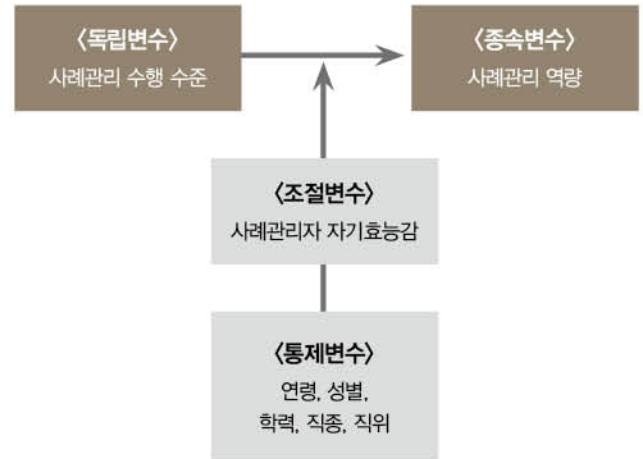 〈독립변수〉
사례관리 수행 수준
〈종속변수〉
사례관리 역량
〈조절변수〉
사례관리자 자기효능감
〈통제변수〉
연령, 성별,
학력, 직종, 직위